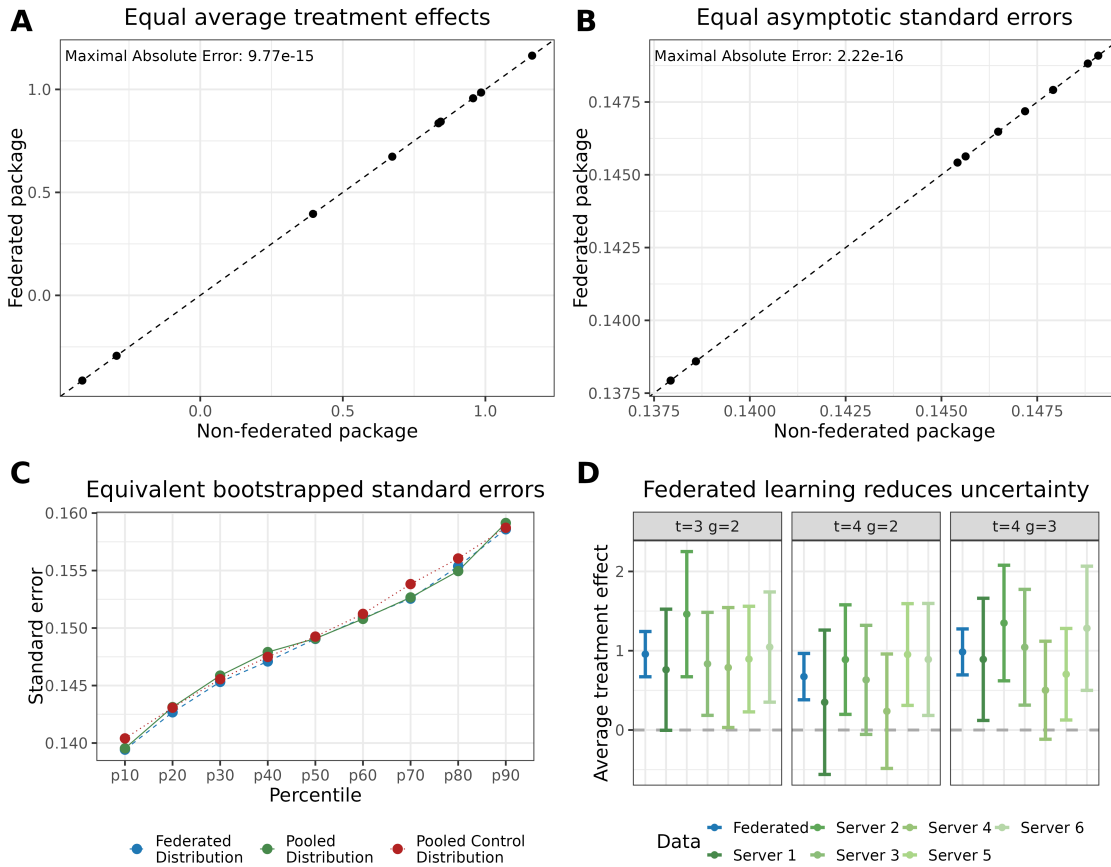 A
Equal average treatment effects
Maximal Absolute Error: 9.77e-15
Federated package
1.0
0.5
0.0
0.0
0.5
1.0
Non-federated package
B
Equal asymptotic standard errors
Maximal Absolute Error: 2.22e-16
Federated package
0.1475
0.1450
0.1425
0.1400
0.1375
0.1375
0.1400
0.1425
0.1450
0.1475
Non-federated package
C
Equivalent bootstrapped standard errors
Standard error
0.160
0.155
0.150
0.145
0.140
p10
p20
p30
p40
p50
p60
p70
p80
p90
Percentile
Federated
Distribution
Pooled
Distribution
Pooled Control
Distribution
D
Federated learning reduces uncertainty
t=3 g=2
t=4 g=2
t=4 g=3
Average treatment effect
2
1
0
Data
Federated
Server 1
Server 2
Server 3
Server 4
Server 5
Server 6